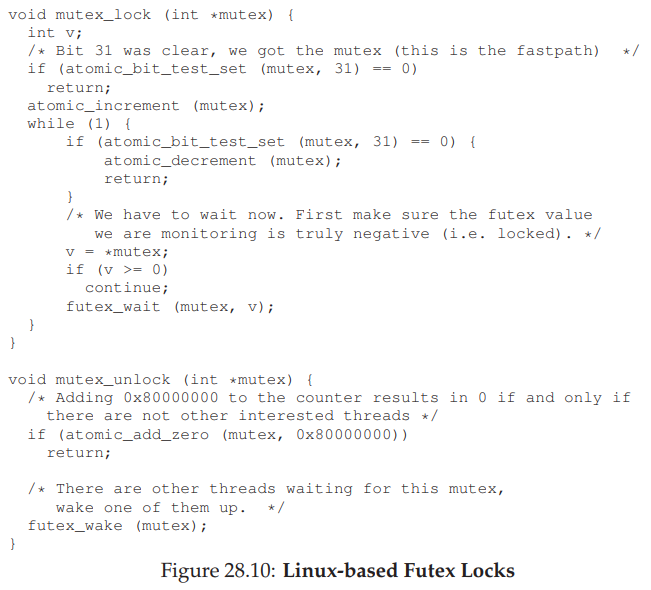 void mutex_lock (int *mutex) {
  int v;
  /* Bit 31 was clear, we got the mutex (this is the fastpath)  */
  if (atomic_bit_test_set (mutex, 31) == 0)
    return;
  atomic_increment (mutex);
  while (1) {
      if (atomic_bit_test_set (mutex, 31) == 0) {
          atomic_decrement (mutex);
          return;
      }
      /* We have to wait now. First make sure the futex value
         we are monitoring is truly negative (i.e. locked). */
      v = *mutex;
      if (v >= 0)
        continue;
      futex_wait (mutex, v);
  }
}

void mutex_unlock (int *mutex) {
  /* Adding 0x80000000 to the counter results in 0 if and only if
    there are not other interested threads */
  if (atomic_add_zero (mutex, 0x80000000))
    return;

  /* There are other threads waiting for this mutex,
     wake one of them up.  */
  futex_wake (mutex);
}
Figure 28.10: Linux-based Futex Locks